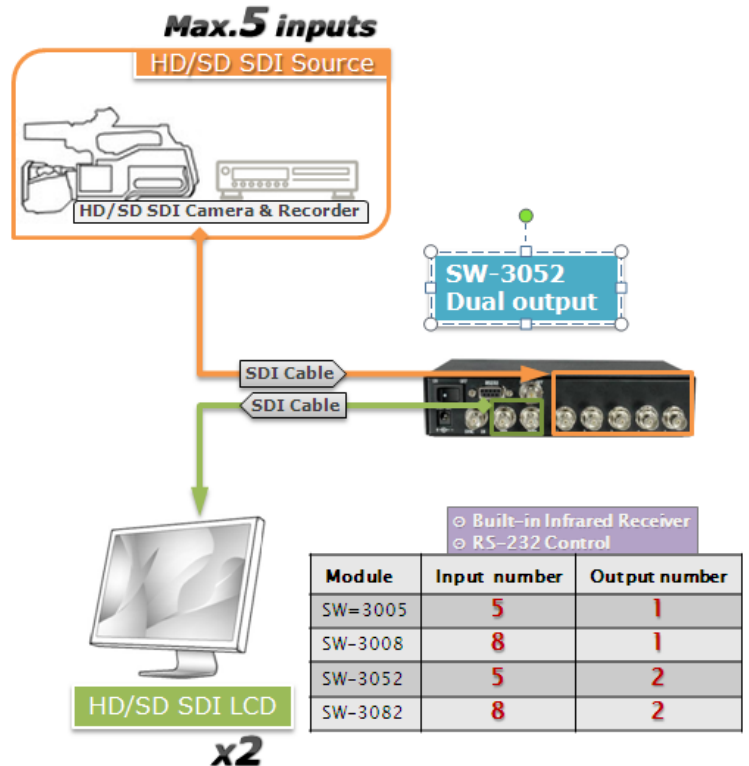 Max.5 inputs
HD/SD SDI Source
HD/SD SDI Camera & Recorder
SW-3052
Dual output
SDI Cable
SDI Cable
⊙ Built-in Infrared Receiver
⊙ RS-232 Control
Module Input number Output number
SW=3005 5 1
SW-3008 8 1
SW-3052 5 2
SW-3082 8 2
HD/SD SDI LCD
x2